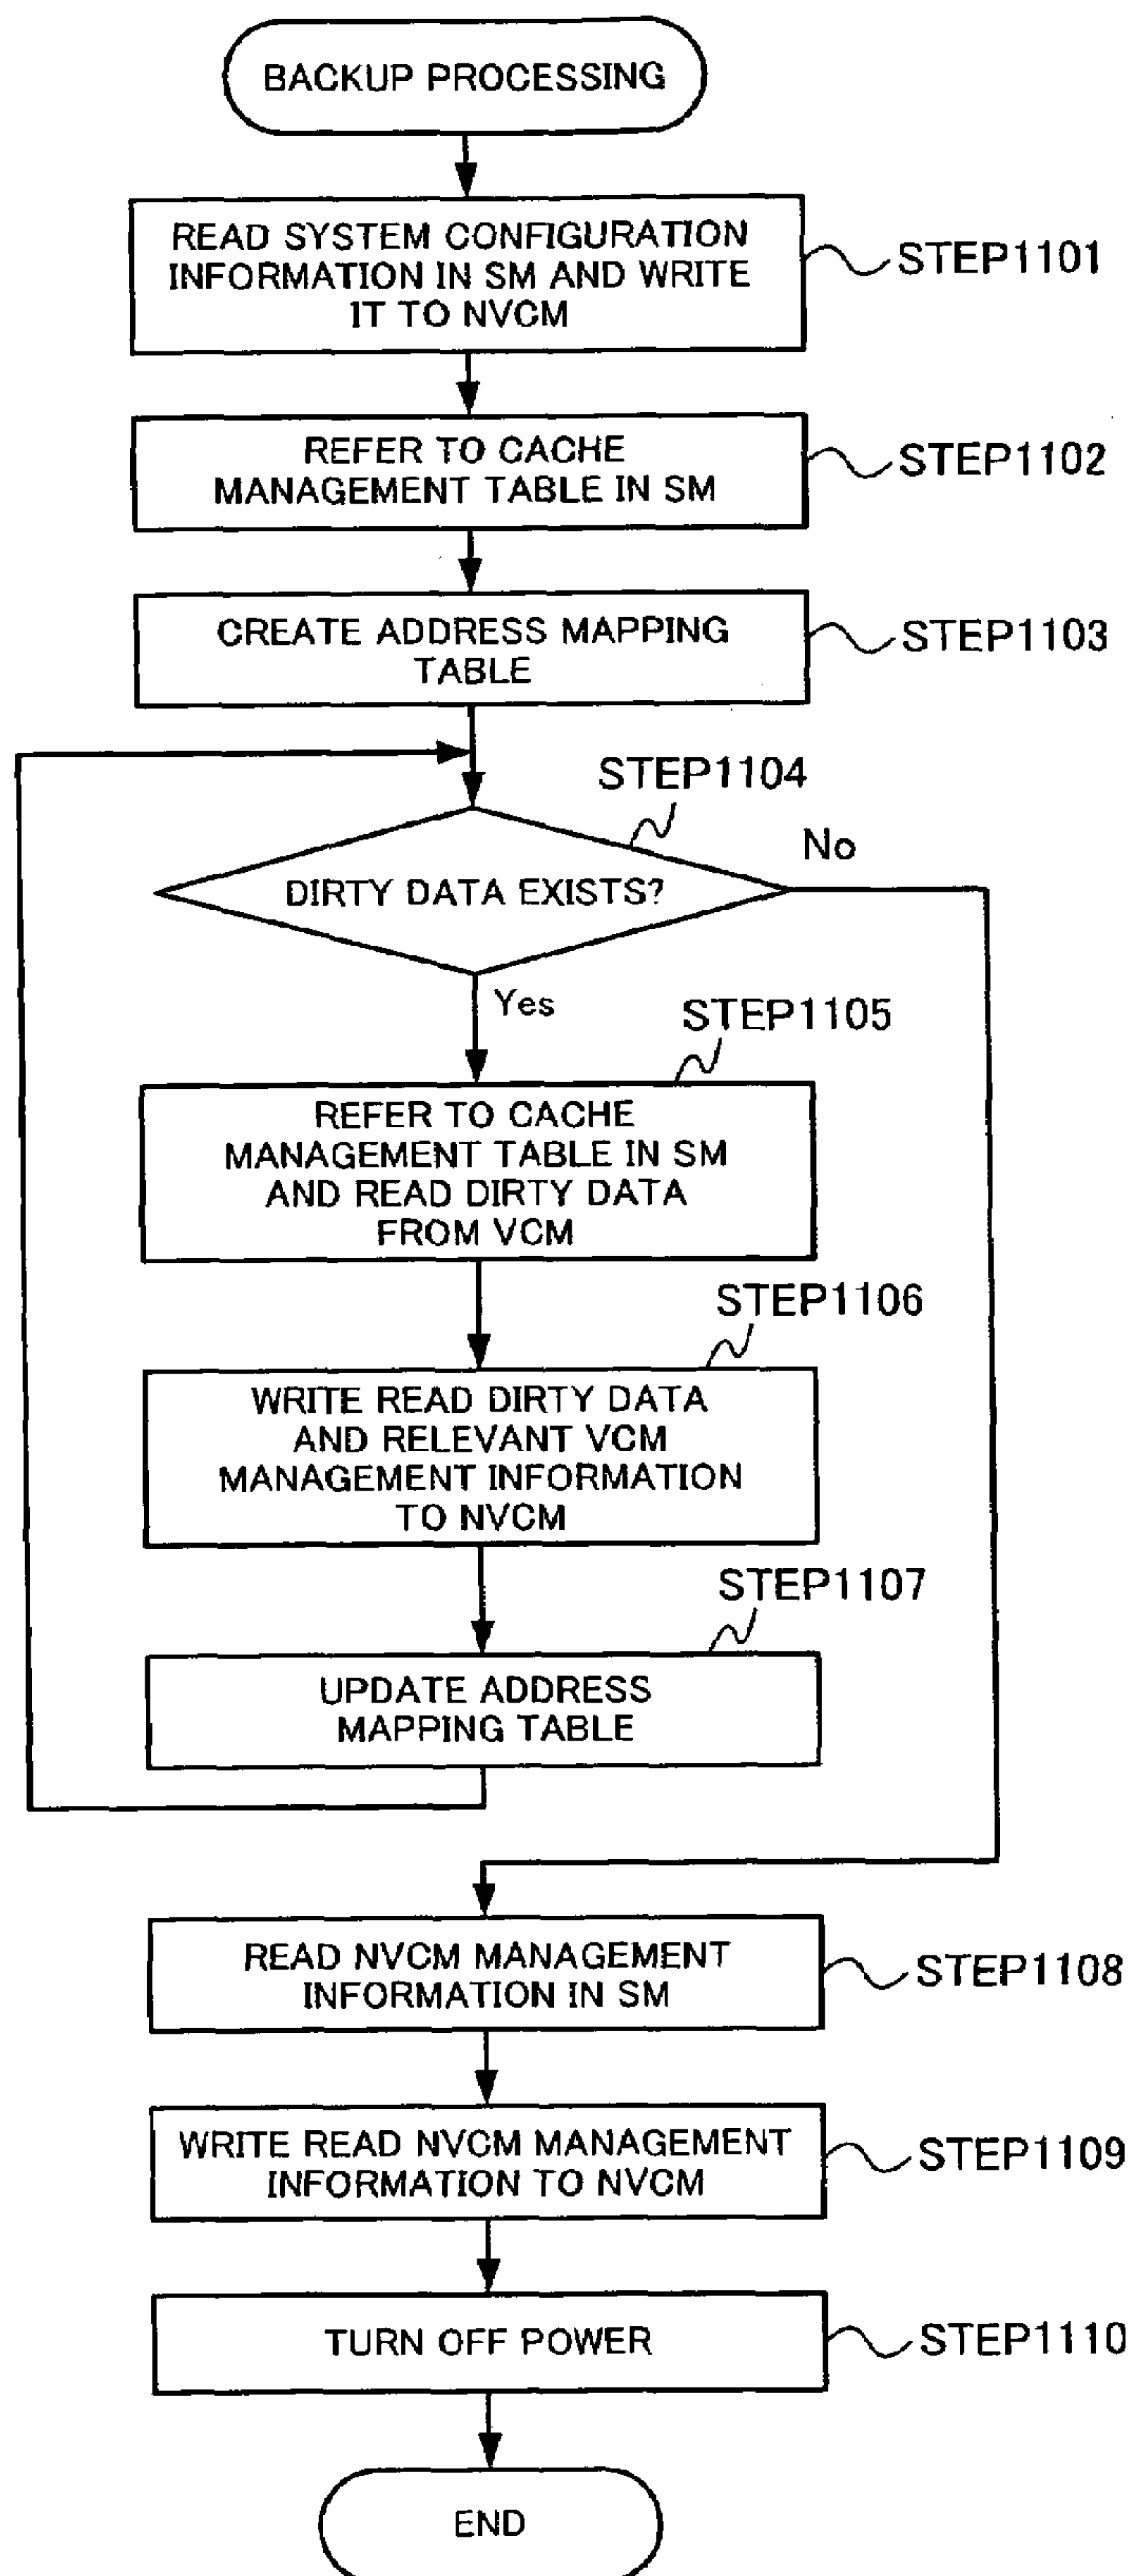 BACKUP PROCESSING
READ SYSTEM CONFIGURATION
INFORMATION IN SM AND WRITE
IT TO NVCM
STEP1101
REFER TO CACHE
MANAGEMENT TABLE IN SM
STEP1102
CREATE ADDRESS MAPPING
TABLE
STEP1103
STEP1104
No
DIRTY DATA EXISTS?
Yes
STEP1105
REFER TO CACHE
MANAGEMENT TABLE IN SM
AND READ DIRTY DATA
FROM VCM
STEP1106
WRITE READ DIRTY DATA
AND RELEVANT VCM
MANAGEMENT INFORMATION
TO NVCM
STEP1107
UPDATE ADDRESS
MAPPING TABLE
READ NVCM MANAGEMENT
INFORMATION IN SM
STEP1108
WRITE READ NVCM MANAGEMENT
INFORMATION TO NVCM
STEP1109
TURN OFF POWER
STEP1110
END